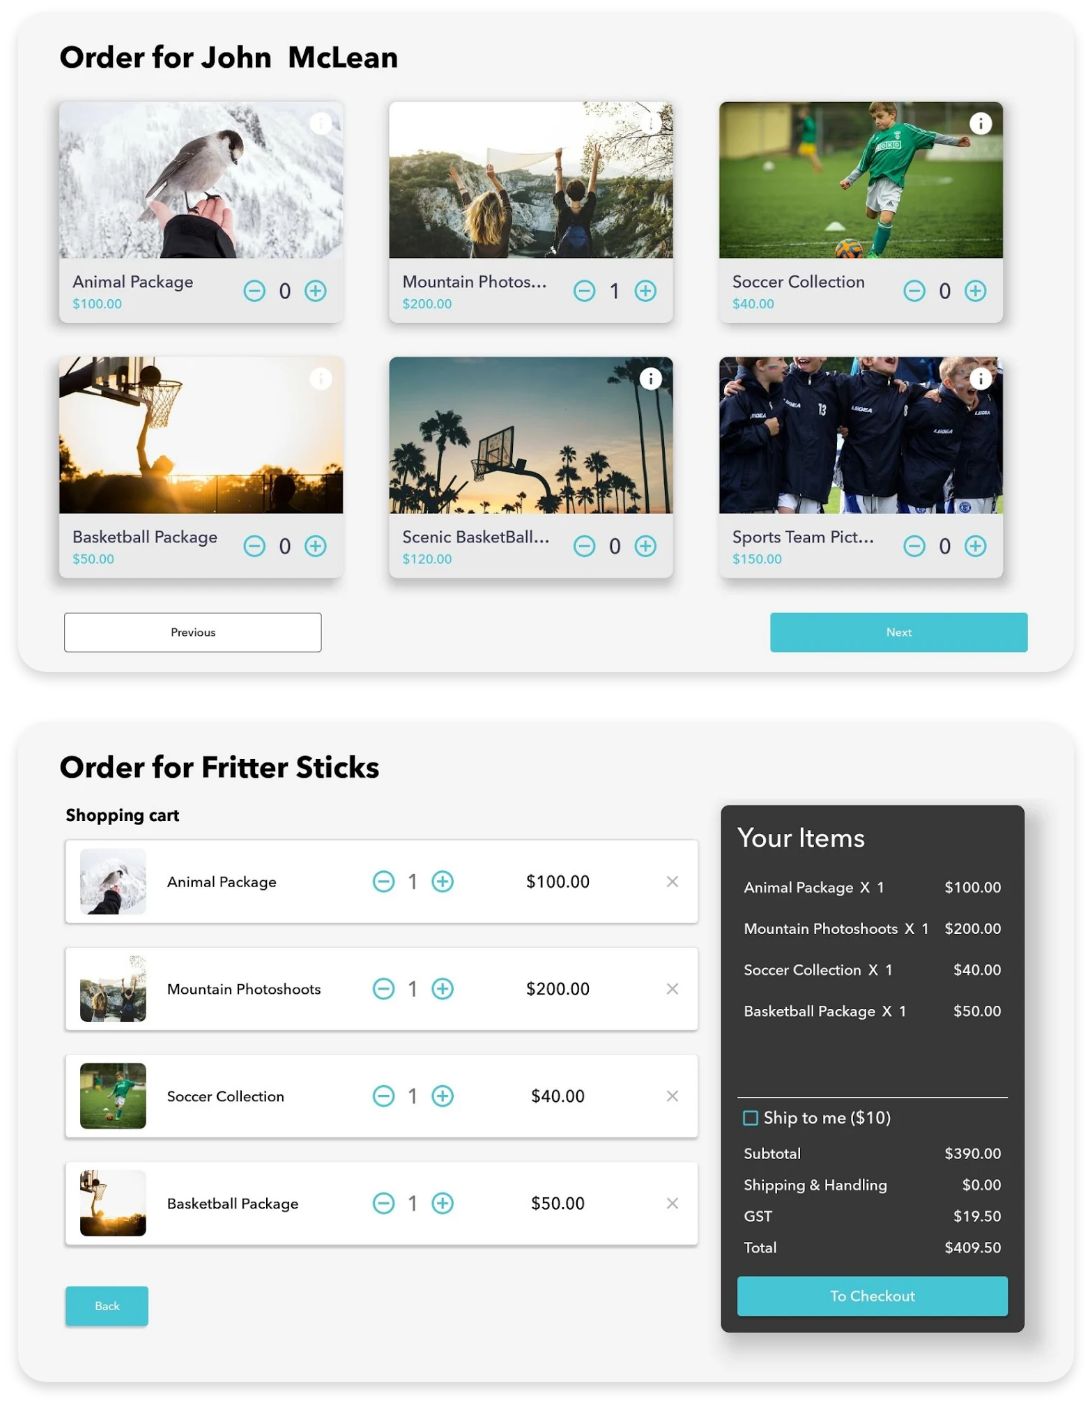 Order for John  McLean
Animal Package
$100.00
0
Mountain Photos...
$200.00
1
Soccer Collection
$40.00
0
Basketball Package
$50.00
0
Scenic BasketBall...
$120.00
0
13
LEGEA
LEGEA
Sports Team Pict...
$150.00
0
Previous
Next
Order for Fritter Sticks
Shopping cart
Animal Package
1
$100.00
Mountain Photoshoots
1
$200.00
Soccer Collection
1
$40.00
Basketball Package
1
$50.00
Back
Your Items
Animal Package X 1 $100.00
Mountain Photoshoots X 1 $200.00
Soccer Collection X 1 $40.00
Basketball Package X 1 $50.00
Ship to me ($10)
Subtotal $390.00
Shipping & Handling $0.00
GST $19.50
Total $409.50
To Checkout